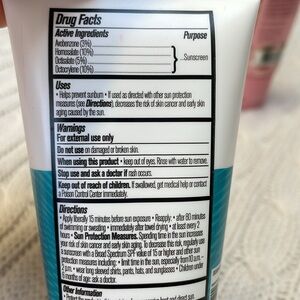 Drug Facts
Active Ingredients Purpose
Avobenzone (3%)
Homosalate (10%)
Octisalate (5%) Sunscreen
Octocrylene (10%)
Uses
• Helps prevent sunburn • If used as directed with other sun protection
measures (see Directions), decreases the risk of skin cancer and early skin
aging caused by the sun.
Warnings
For external use only
Do not use on damaged or broken skin.
When using this product • keep out of eyes. Rinse with water to remove.
Stop use and ask a doctor if rash occurs.
Keep out of reach of children. If swallowed, get medical help or contact
a Poison Control Center immediately.
Directions
• Apply liberally 15 minutes before sun exposure • Reapply: • after 80 minutes
of swimming or sweating • immediately after towel drying • at least every 2
hours • Sun Protection Measures. Spending time in the sun increases
your risk of skin cancer and early skin aging. To decrease this risk, regularly
use a sunscreen with a Broad Spectrum SPF value of 15 or higher and other sun
protection measures including: • limit time in the sun, especially from 10 a.m. -
2 p.m. • wear long sleeved shirts, pants, hats, and sunglasses • Children under
6 months of age: ask a doctor.
Other Information